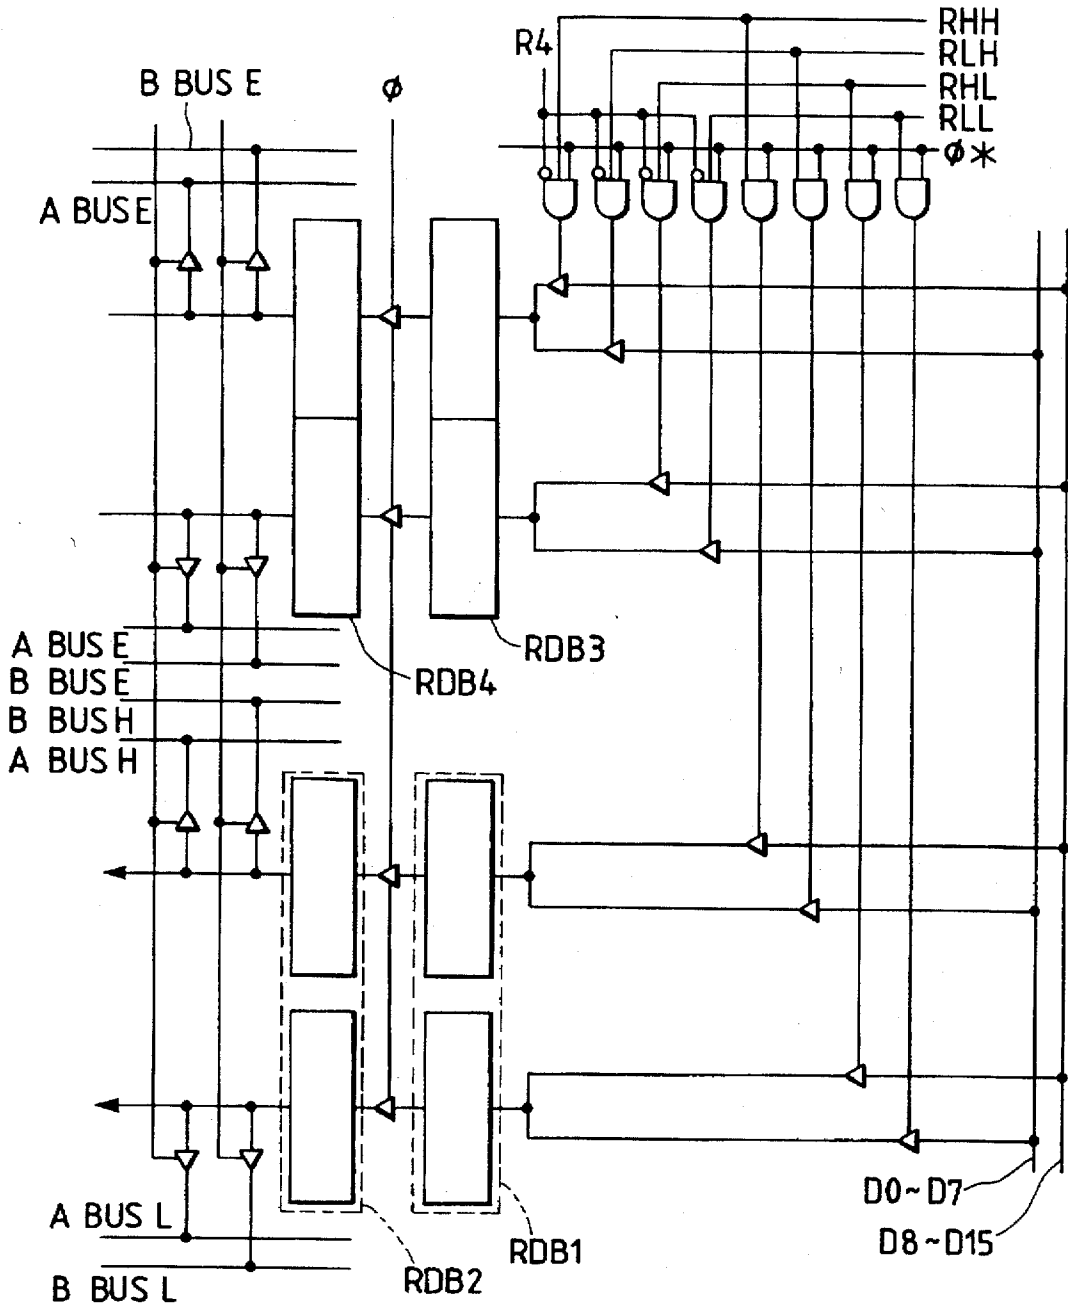 RHH
R4
RLH
B BUS E
φ
RHL
RLL
φ*
A BUS E
A BUS E
RDB3
B BUS E
RDB4
B BUS H
A BUS H
D0~D7
A BUS L
D8~D15
RDB1
RDB2
B BUS L